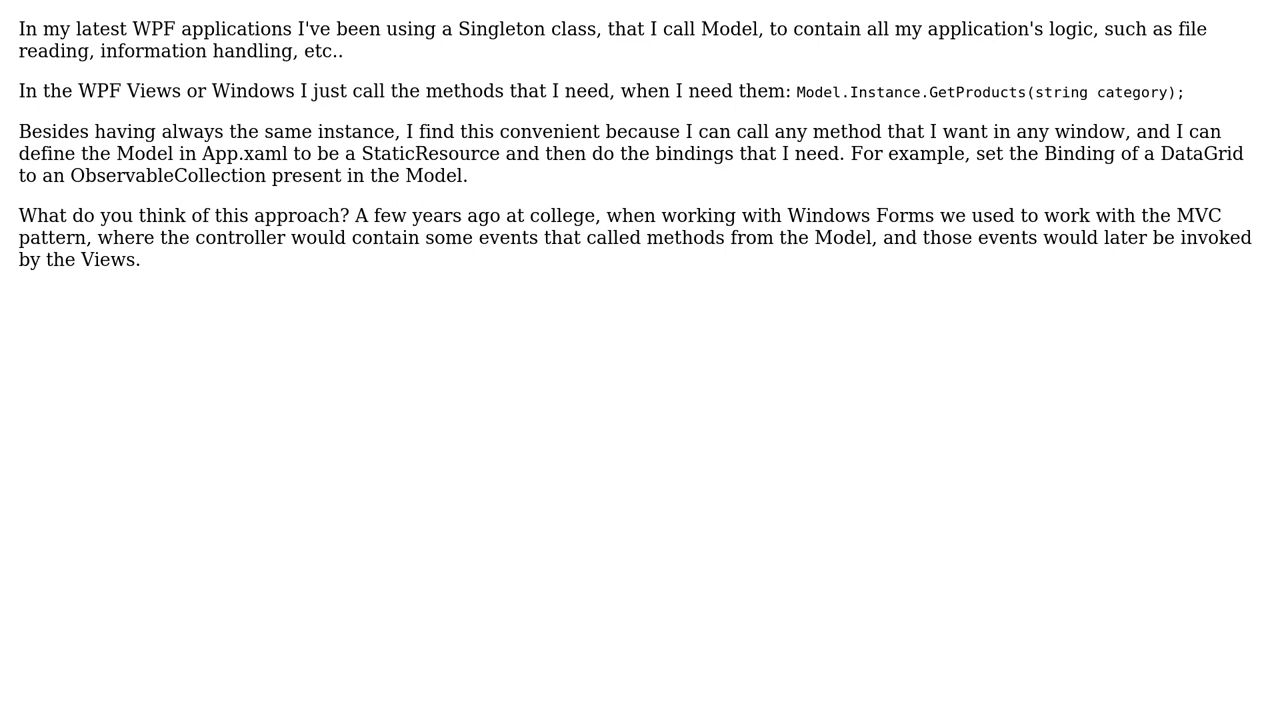 In my latest WPF applications I've been using a Singleton class, that I call Model, to contain all my application's logic, such as file
reading, information handling, etc..
In the WPF Views or Windows I just call the methods that I need, when I need them: Model.Instance.GetProducts(string category);
Besides having always the same instance, I find this convenient because I can call any method that I want in any window, and I can
define the Model in App.xaml to be a StaticResource and then do the bindings that I need. For example, set the Binding of a DataGrid
to an ObservableCollection present in the Model.
What do you think of this approach? A few years ago at college, when working with Windows Forms we used to work with the MVC
pattern, where the controller would contain some events that called methods from the Model, and those events would later be invoked
by the Views.